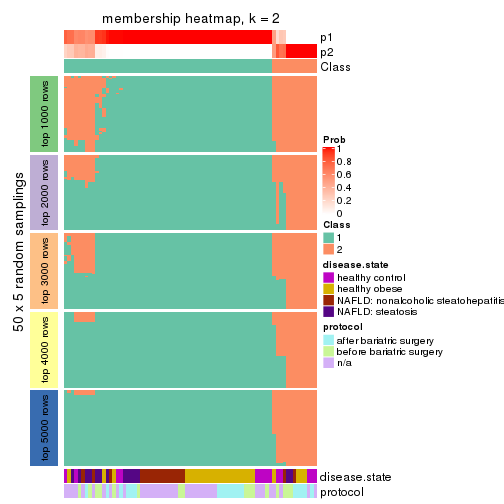 membership heatmap, k = 2
p1
p2
Class
50 x 5 random samplings
top 1000 rows
top 2000 rows
top 3000 rows
top 4000 rows
top 5000 rows
Prob
1
0.8
0.6
0.4
0.2
0
Class
1
2
disease.state
healthy control
healthy obese
NAFLD: nonalcoholic steatohepatitis
NAFLD: steatosis
protocol
after bariatric surgery
before bariatric surgery
n/a
disease.state
protocol